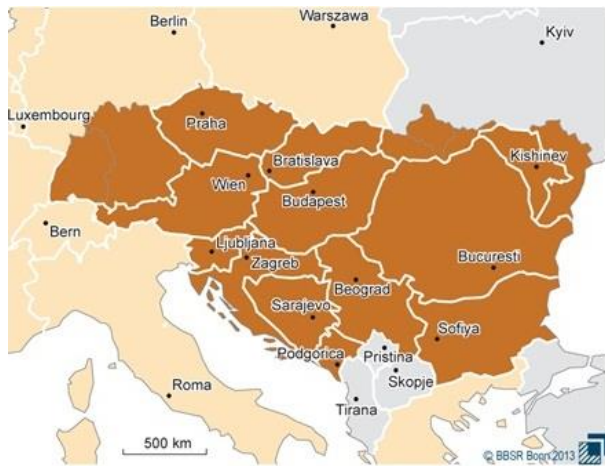 Warszawa
Berlin
Kyiv
Luxembourg
Praha
Kishinev
Bratislava
Wien
Budapest
Bern
Ljubljana
Zagreb
Bucuresti
Beograd
Sarajevo
Sofiya
Podgorica
Pristina
Skopje
Roma
Tirana
500 km
© BBSR Bonn 2013